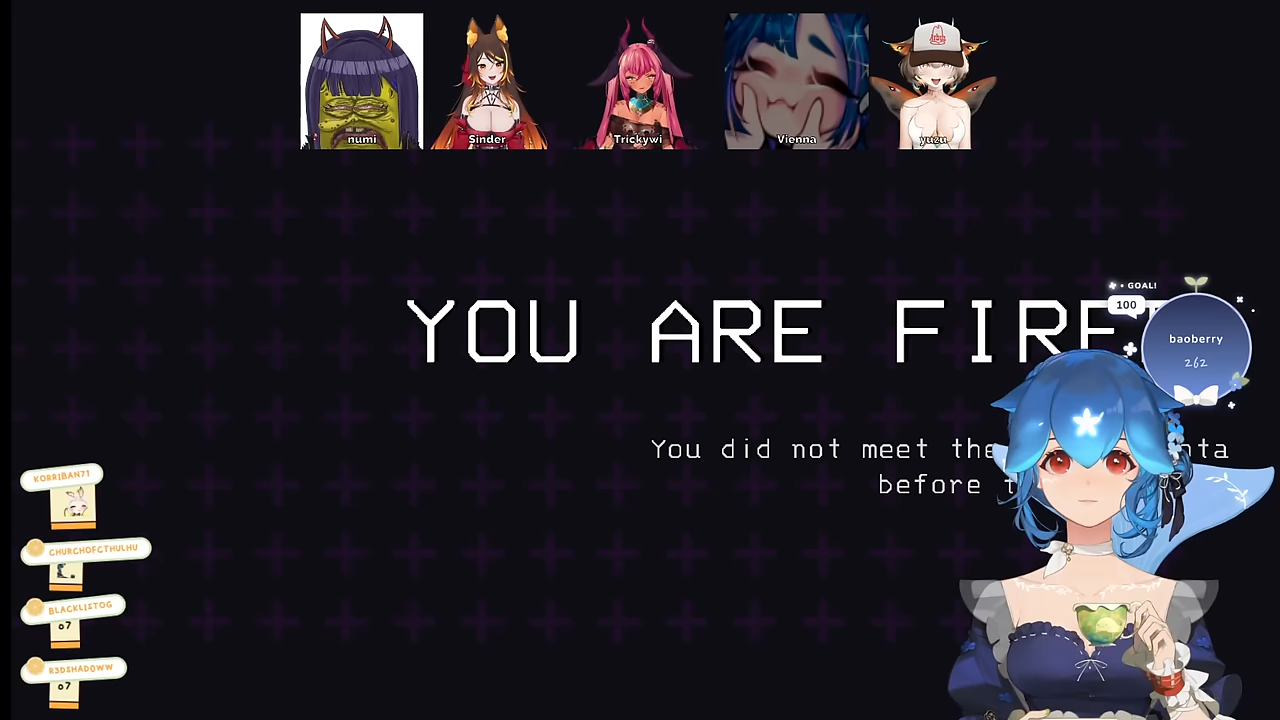 numi
Sinder
Trickywi
Vienna
yuzu
• GOAL!
100
baoberry
262
YOU ARE FIRE
You did not meet the
before
KORRIBAN71
CHURCHOFCTHULHU
BLACKLISTOG
o7
R3DSHADOWW
o7